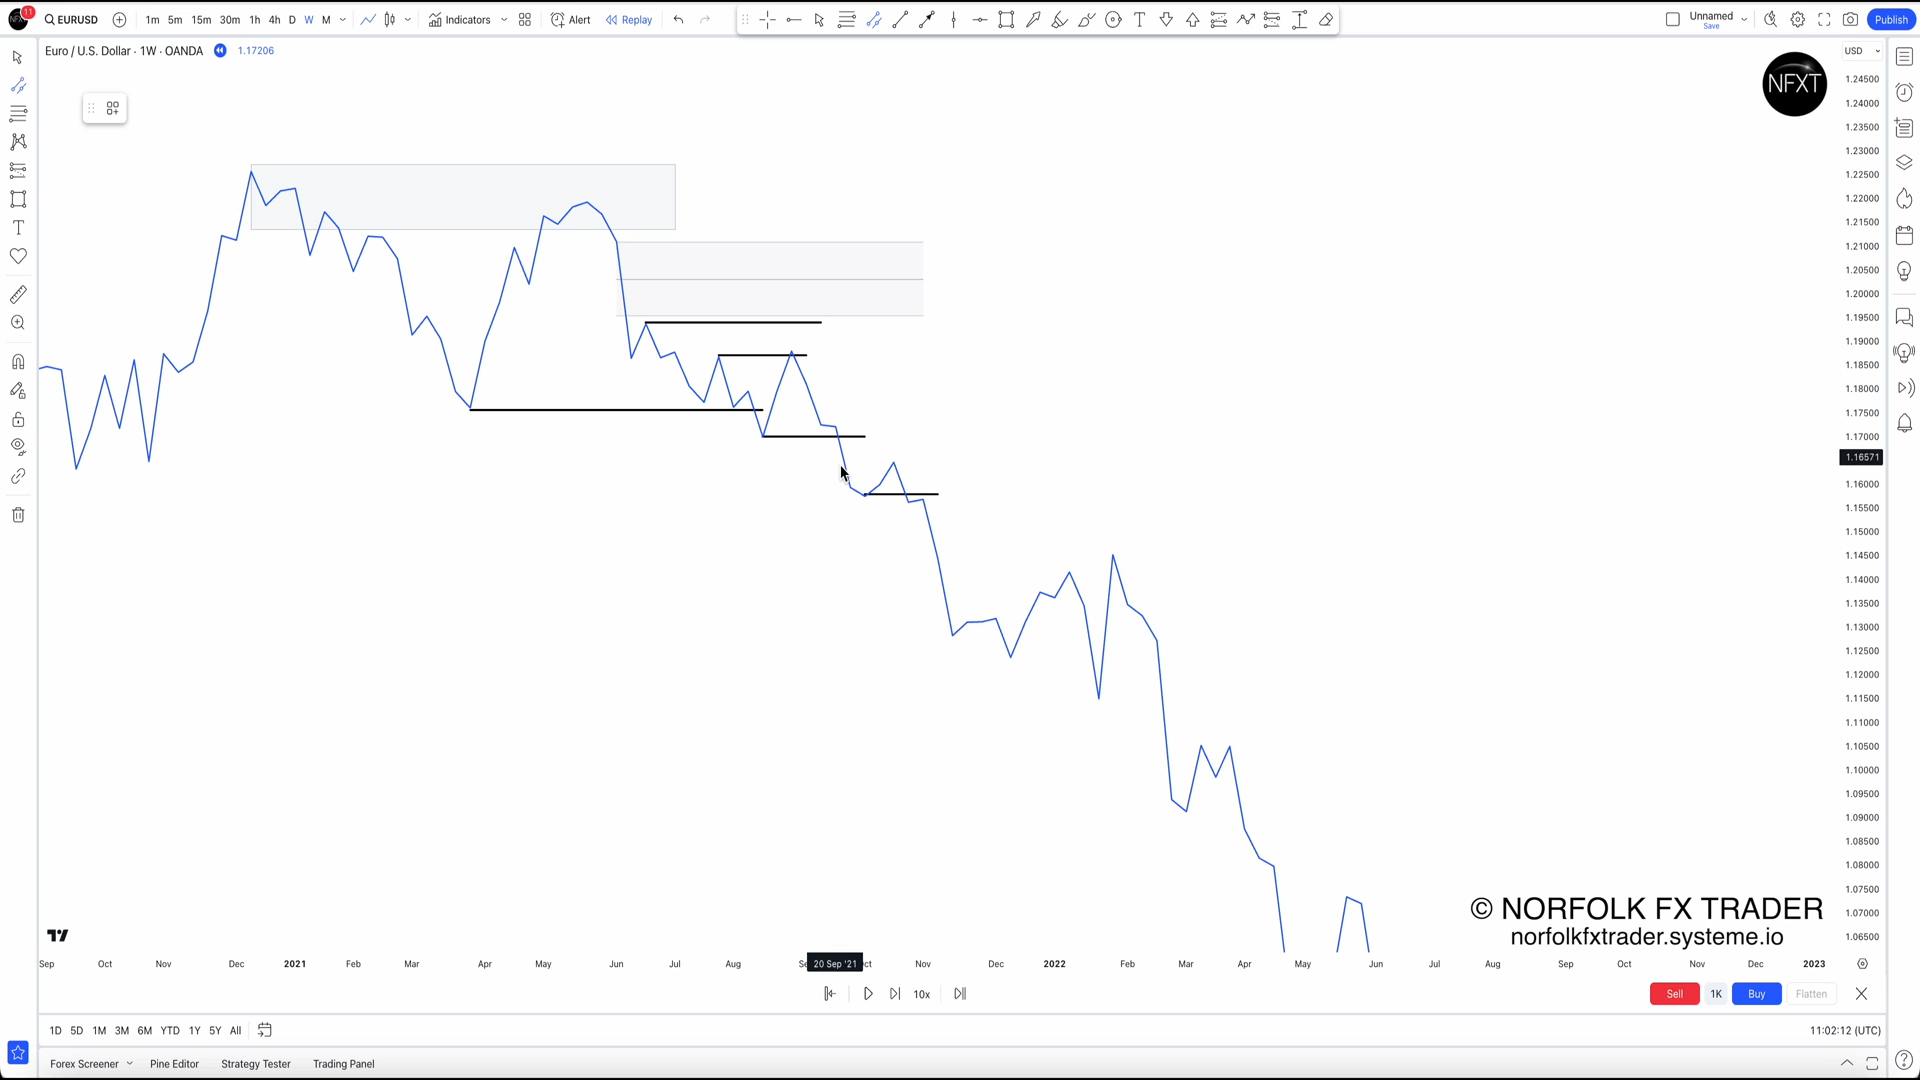 11
EURUSD
1m 5m 15m 30m 1h 4h D W M
Indicators
Alert
Replay
Unnamed
Save
Publish
Euro / U.S. Dollar · 1W · OANDA
1.17206
USD
NFXT
1.24500
1.24000
1.23500
1.23000
1.22500
1.22000
1.21500
1.21000
1.20500
1.20000
1.19500
1.19000
1.18500
1.18000
1.17500
1.17000
1.16571
1.16000
1.15500
1.15000
1.14500
1.14000
1.13500
1.13000
1.12500
1.12000
1.11500
1.11000
1.10500
1.10000
1.09500
1.09000
1.08500
1.08000
1.07500
1.07000
1.06500
© NORFOLK FX TRADER
norfolkfxtrader.systeme.io
Sep Oct Nov Dec 2021 Feb Mar Apr May Jun Jul Aug 20 Sep '21 Nov Dec 2022 Feb Mar Apr May Jun Jul Aug Sep Oct Nov Dec 2023
10x
Sell 1K Buy Flatten
1D 5D 1M 3M 6M YTD 1Y 5Y All
11:02:12 (UTC)
Forex Screener Pine Editor Strategy Tester Trading Panel